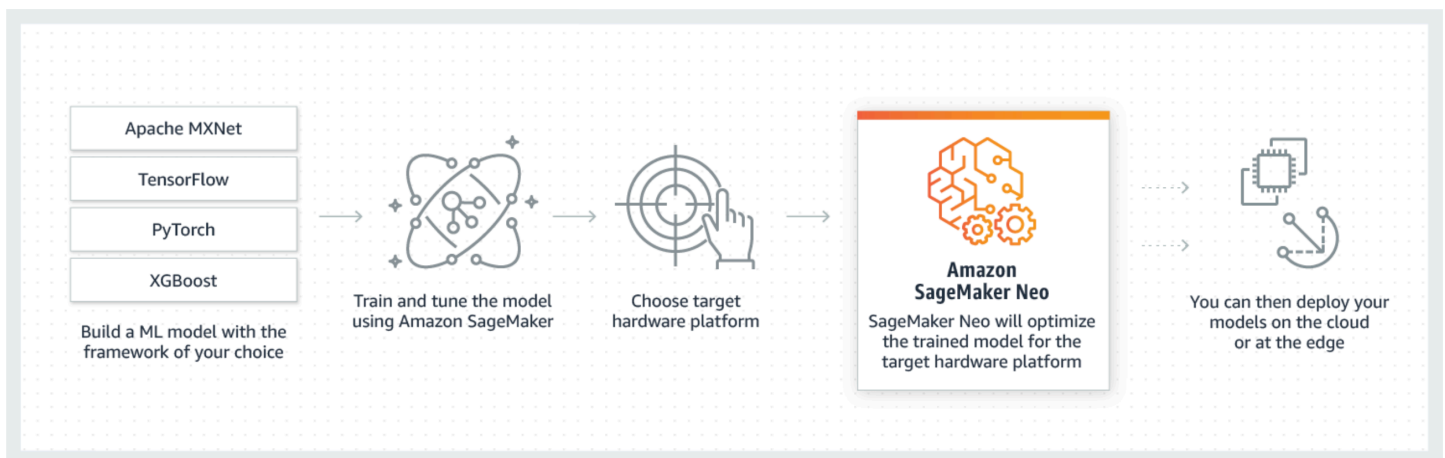 Apache MXNet
TensorFlow
PyTorch
XGBoost
Build a ML model with the
framework of your choice
Train and tune the model
using Amazon SageMaker
Choose target
hardware platform
Amazon
SageMaker Neo
SageMaker Neo will optimize
the trained model for the
target hardware platform
You can then deploy your
models on the cloud
or at the edge